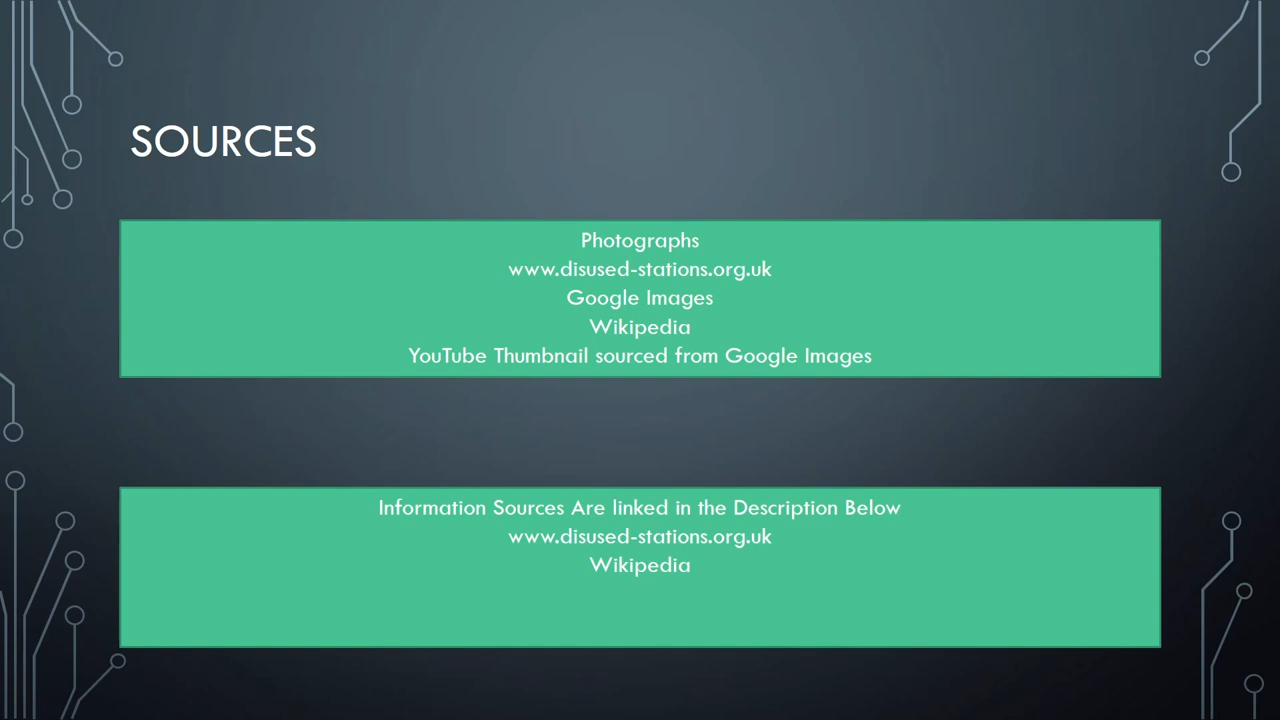 SOURCES
Photographs
www.disused-stations.org.uk
Google Images
Wikipedia
YouTube Thumbnail sourced from Google Images
Information Sources Are linked in the Description Below
www.disused-stations.org.uk
Wikipedia